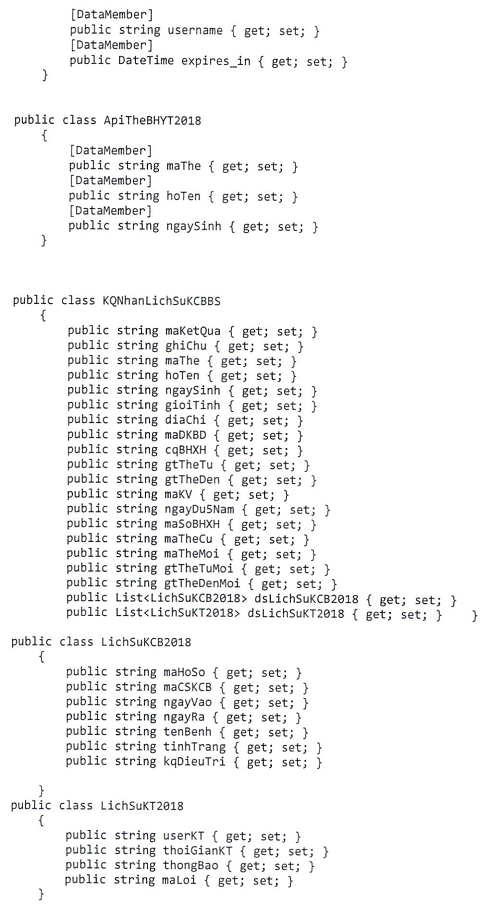 [DataMember]
public string username { get; set; }
[DataMember]
public DateTime expires_in { get; set; }
}
public class ApiTheBHYT2018
{
[DataMember]
public string maThe { get; set; }
[DataMember]
public string hoTen { get; set; }
[DataMember]
public string ngaySinh { get; set; }
}
public class KQNhanLichSuKCBBS
{
public string maKetQua { get; set; }
public string ghiChu { get; set; }
public string maThe { get; set; }
public string hoTen { get; set; }
public string ngaySinh { get; set; }
public string gioiTinh { get; set; }
public string diaChi { get; set; }
public string maDKBD { get; set; }
public string cqBHXH { get; set; }
public string gtTheTu { get; set; }
public string gtTheDen { get; set; }
public string maKV { get; set; }
public string ngayDu5Nam { get; set; }
public string maSoBHXH { get; set; }
public string maTheCu { get; set; }
public string maTheMoi { get; set; }
public string gtTheTuMoi { get; set; }
public string gtTheDenMoi { get; set; }
public List<LichSuKCB2018> dsLichSuKCB2018 { get; set; }
public List<LichSuKT2018> dsLichSuKT2018 { get; set; } }
public class LichSuKCB2018
{
public string maHoSo { get; set; }
public string maCSKCB { get; set; }
public string ngayVao { get; set; }
public string ngayRa { get; set; }
public string tenBenh { get; set; }
public string tinhTrang { get; set; }
public string kqDieuTri { get; set; }
}
public class LichSuKT2018
{
public string userKT { get; set; }
public string thoiGianKT { get; set; }
public string thongBao { get; set; }
public string maLoi { get; set; }
}